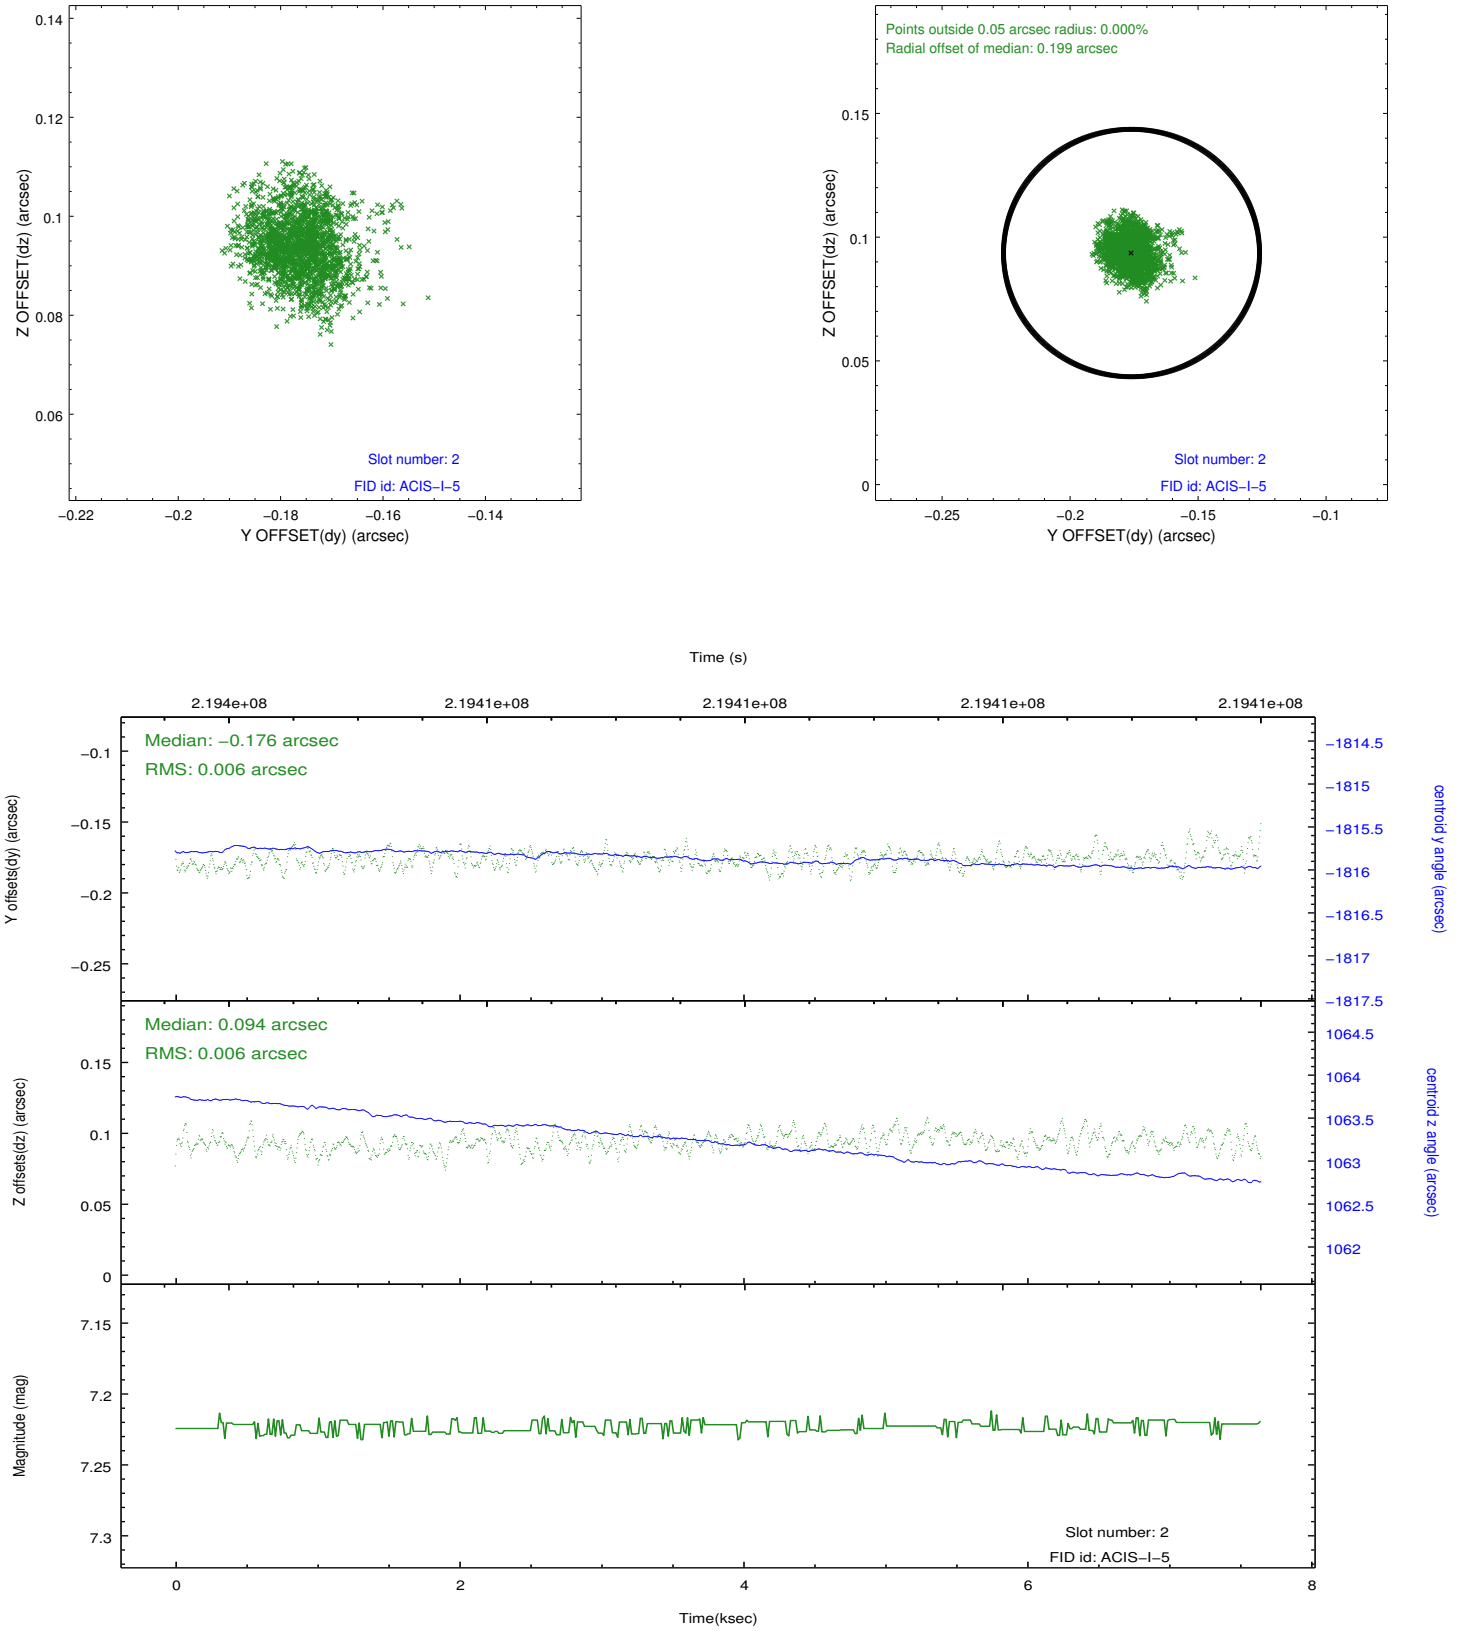 0.14
0.12
0.1
0.08
0.06
Z OFFSET(dz) (arcsec)
Slot number: 2
FID id: ACIS−I−5
−0.22 −0.2 −0.18 −0.16 −0.14
Y OFFSET(dy) (arcsec)
Points outside 0.05 arcsec radius: 0.000%
Radial offset of median: 0.199 arcsec
0.15
0.1
0.05
0
Z OFFSET(dz) (arcsec)
Slot number: 2
FID id: ACIS−I−5
−0.25 −0.2 −0.15 −0.1
Y OFFSET(dy) (arcsec)
Time (s)
2.194e+08 2.1941e+08 2.1941e+08 2.1941e+08 2.1941e+08
Median: −0.176 arcsec
RMS: 0.006 arcsec
−0.1
−0.15
−0.2
−0.25
Y offsets(dy) (arcsec)
−1814.5
−1815
−1815.5
−1816
−1816.5
−1817
−1817.5
centroid y angle (arcsec)
Median: 0.094 arcsec
RMS: 0.006 arcsec
0.15
0.1
0.05
0
Z offsets(dz) (arcsec)
1064.5
1064
1063.5
1063
1062.5
1062
centroid z angle (arcsec)
7.15
7.2
7.25
7.3
Magnitude (mag)
Slot number: 2
FID id: ACIS−I−5
0 2 4 6 8
Time(ksec)